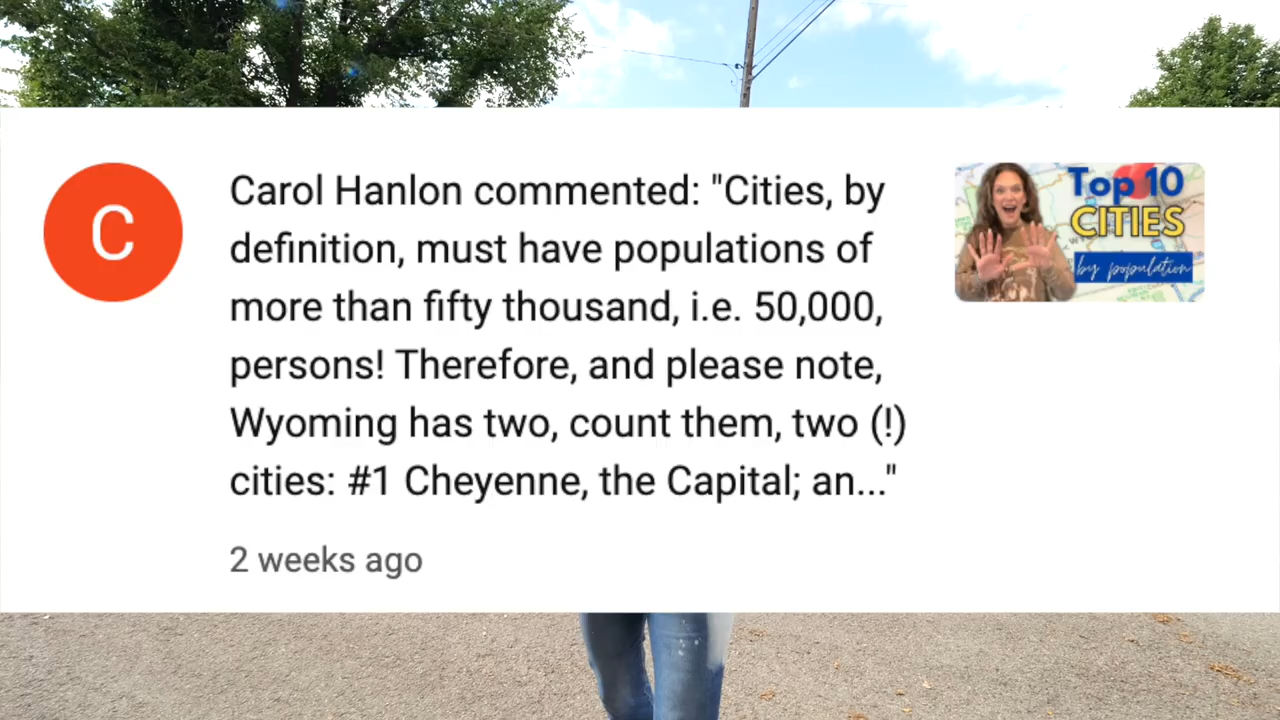 C
Carol Hanlon commented: "Cities, by
definition, must have populations of
more than fifty thousand, i.e. 50,000,
persons! Therefore, and please note,
Wyoming has two, count them, two (!)
cities: #1 Cheyenne, the Capital; an..."
2 weeks ago
Top 10
CITIES
by population